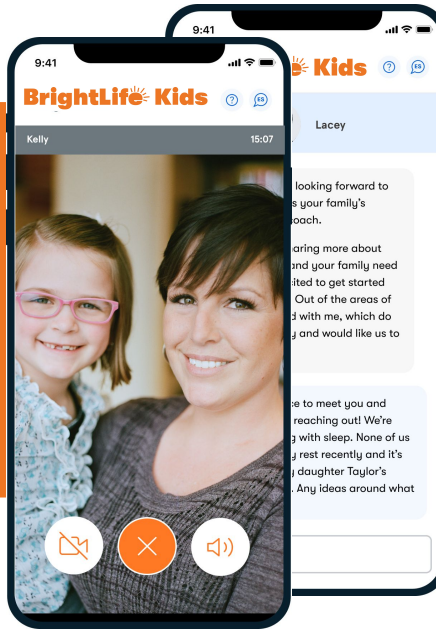 9:41
BrightLife Kids
ES
Kelly
15:07
9:41
Kids
ES
Lacey
looking forward to
s your family's
oach.
aring more about
and your family need
cited to get started
Out of the areas of
d with me, which do
y and would like us to
ce to meet you and
reaching out! We're
g with sleep. None of us
y rest recently and it's
y daughter Taylor's
. Any ideas around what